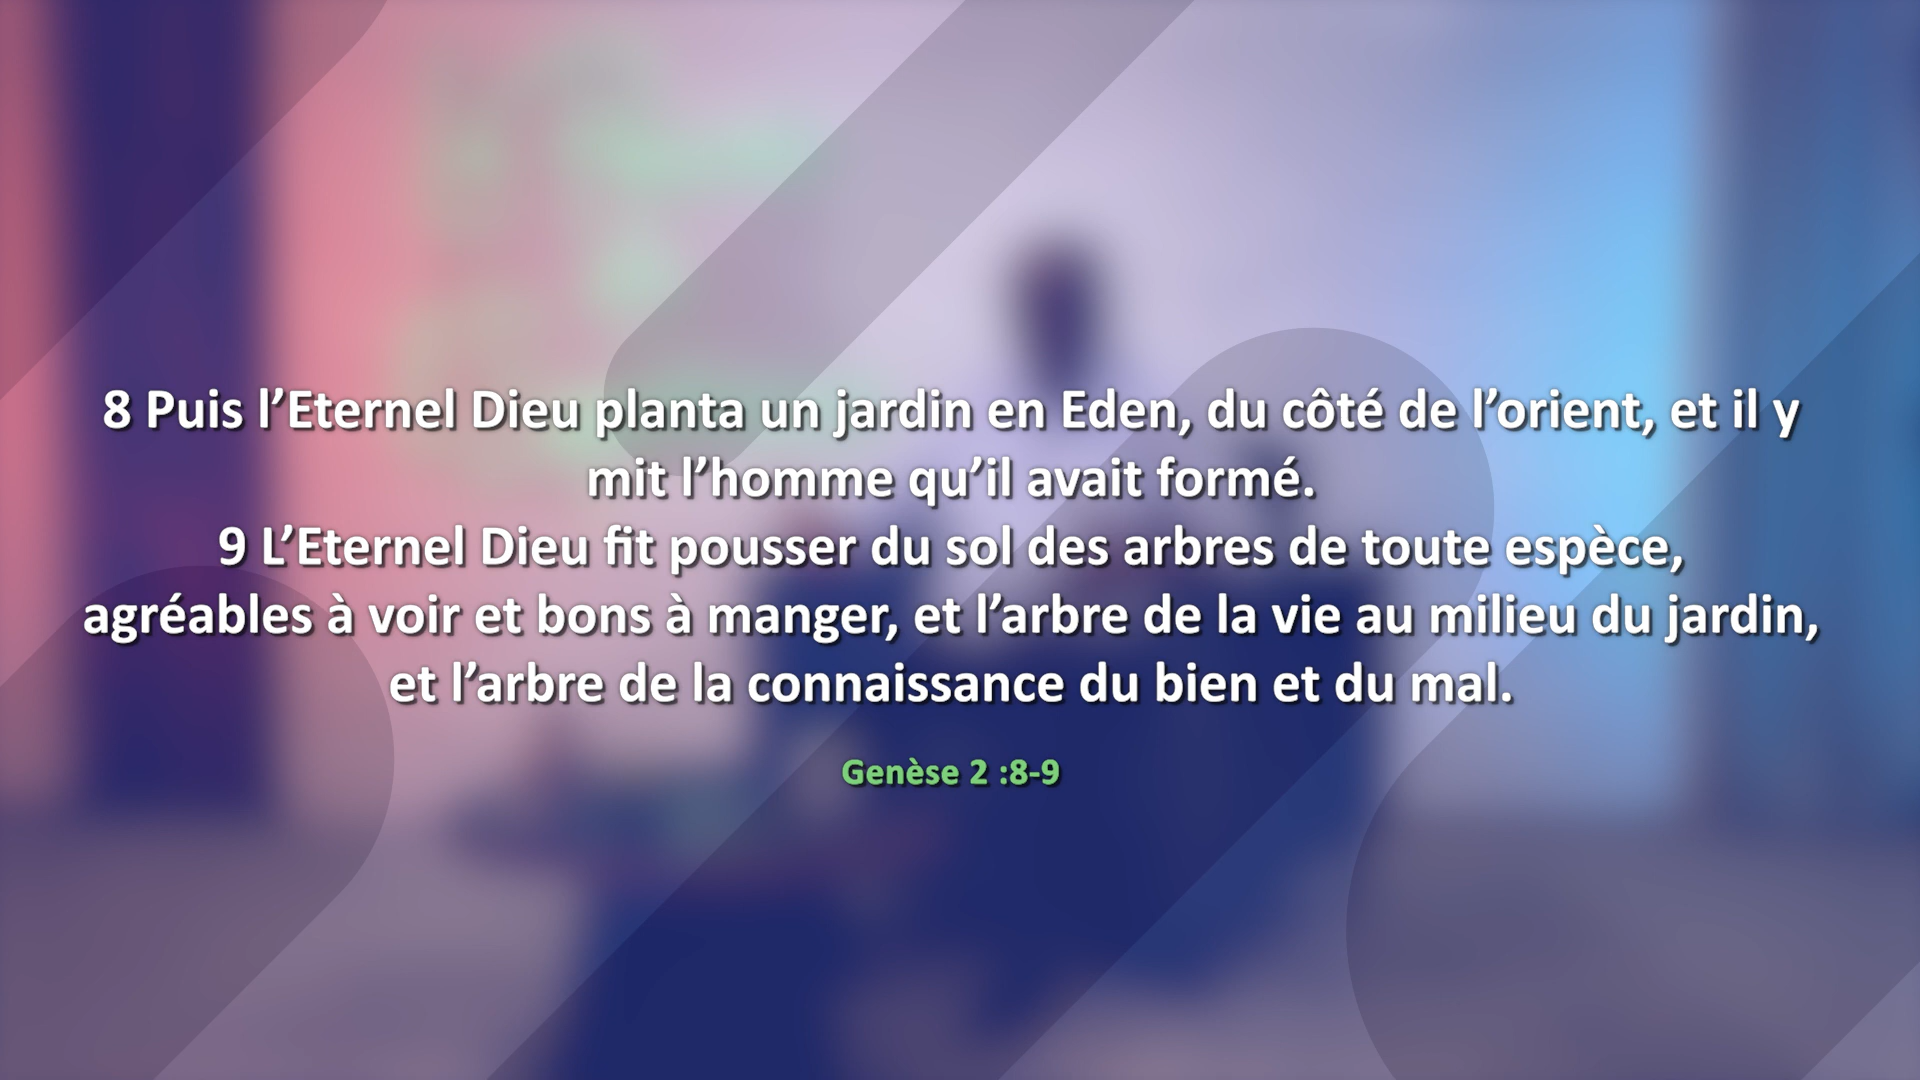 8 Puis l’Eternel Dieu planta un jardin en Eden, du côté de l’orient, et il y
mit l’homme qu’il avait formé.
9 L’Eternel Dieu fit pousser du sol des arbres de toute espèce,
agréables à voir et bons à manger, et l’arbre de la vie au milieu du jardin,
et l’arbre de la connaissance du bien et du mal.
Genèse 2 :8-9